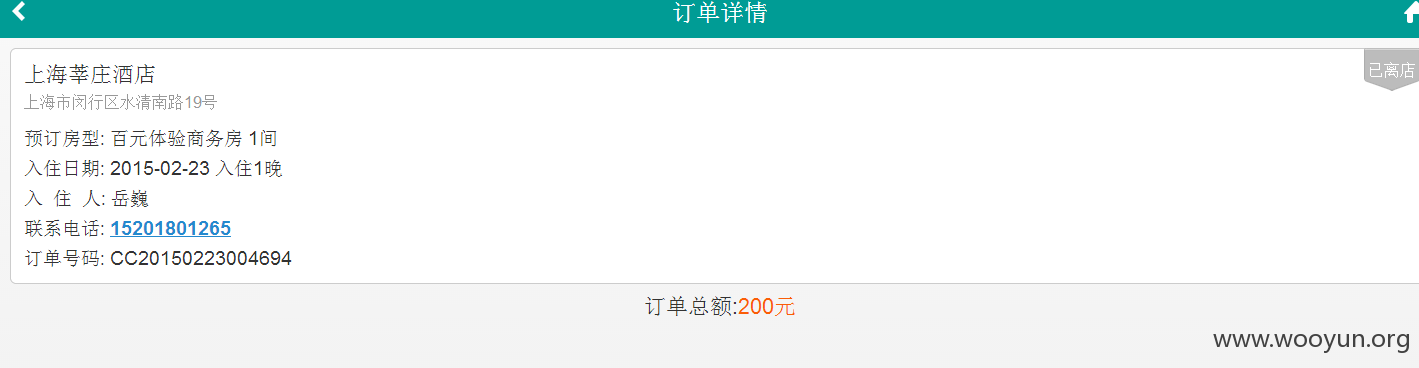 订单详情
上海莘庄酒店
已离店
上海市闵行区水清南路19号
预订房型: 百元体验商务房 1间
入住日期: 2015-02-23 入住1晚
入 住 人: 岳巍
联系电话: 15201801265
订单号码: CC20150223004694
订单总额:200元
www.wooyun.org